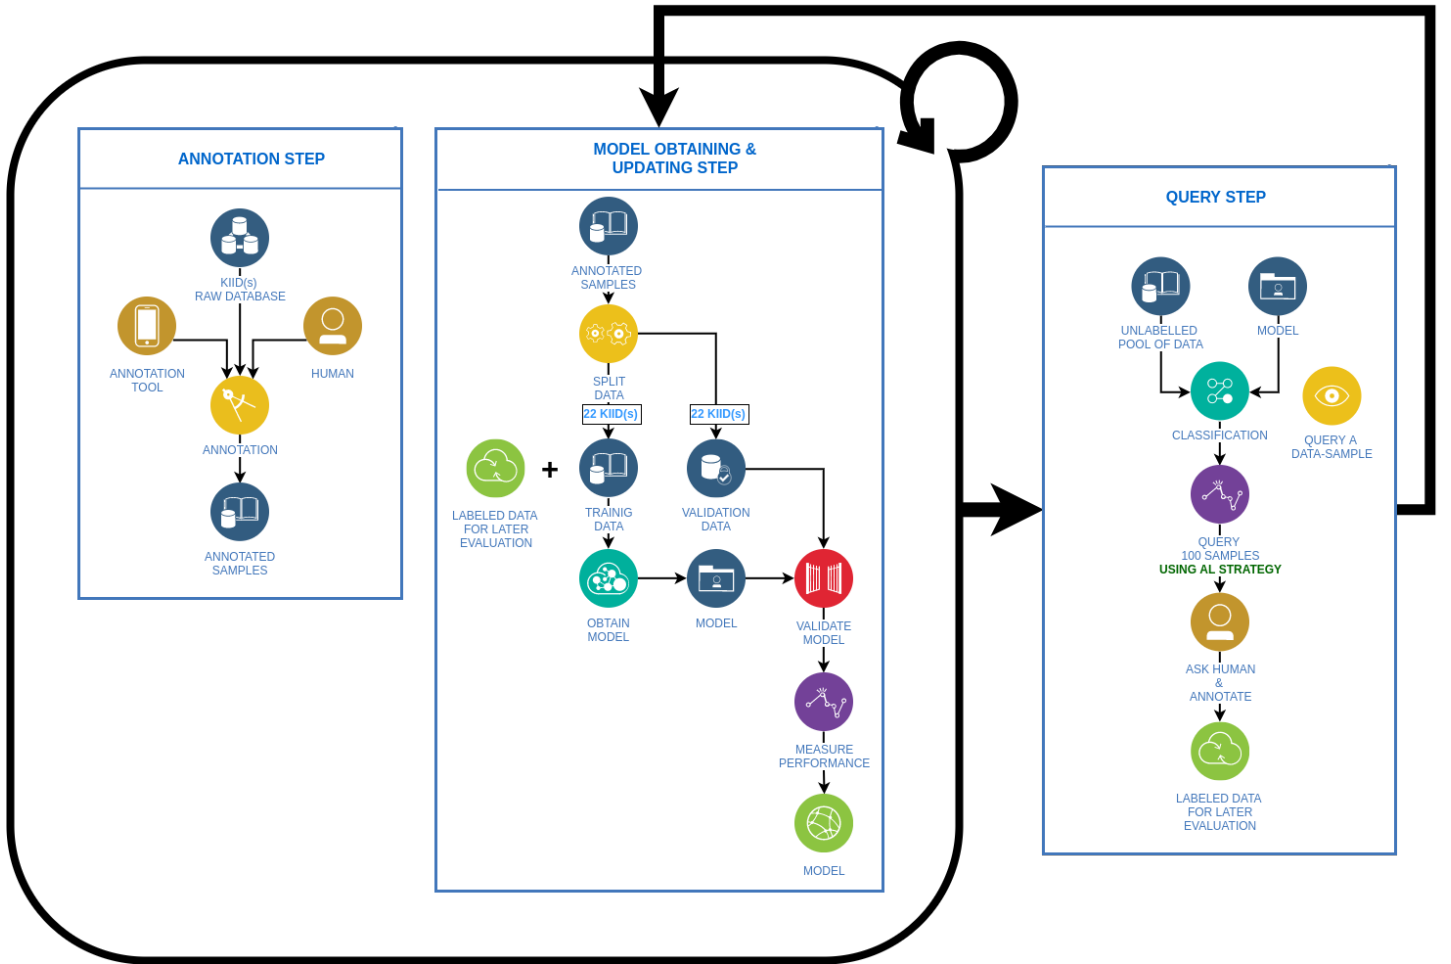 ANNOTATION STEP
KIID(s)
RAW DATABASE
ANNOTATION
TOOL
HUMAN
ANNOTATION
ANNOTATED
SAMPLES
MODEL OBTAINING &
UPDATING STEP
ANNOTATED
SAMPLES
SPLIT
DATA
22 KIID(s)
22 KIID(s)
LABELED DATA
FOR LATER
EVALUATION
+
TRAINIG
DATA
VALIDATION
DATA
OBTAIN
MODEL
MODEL
VALIDATE
MODEL
MEASURE
PERFORMANCE
MODEL
QUERY STEP
UNLABELLED
POOL OF DATA
MODEL
CLASSIFICATION
QUERY A
DATA-SAMPLE
QUERY
100 SAMPLES
USING AL STRATEGY
ASK HUMAN
&
ANNOTATE
LABELED DATA
FOR LATER
EVALUATION